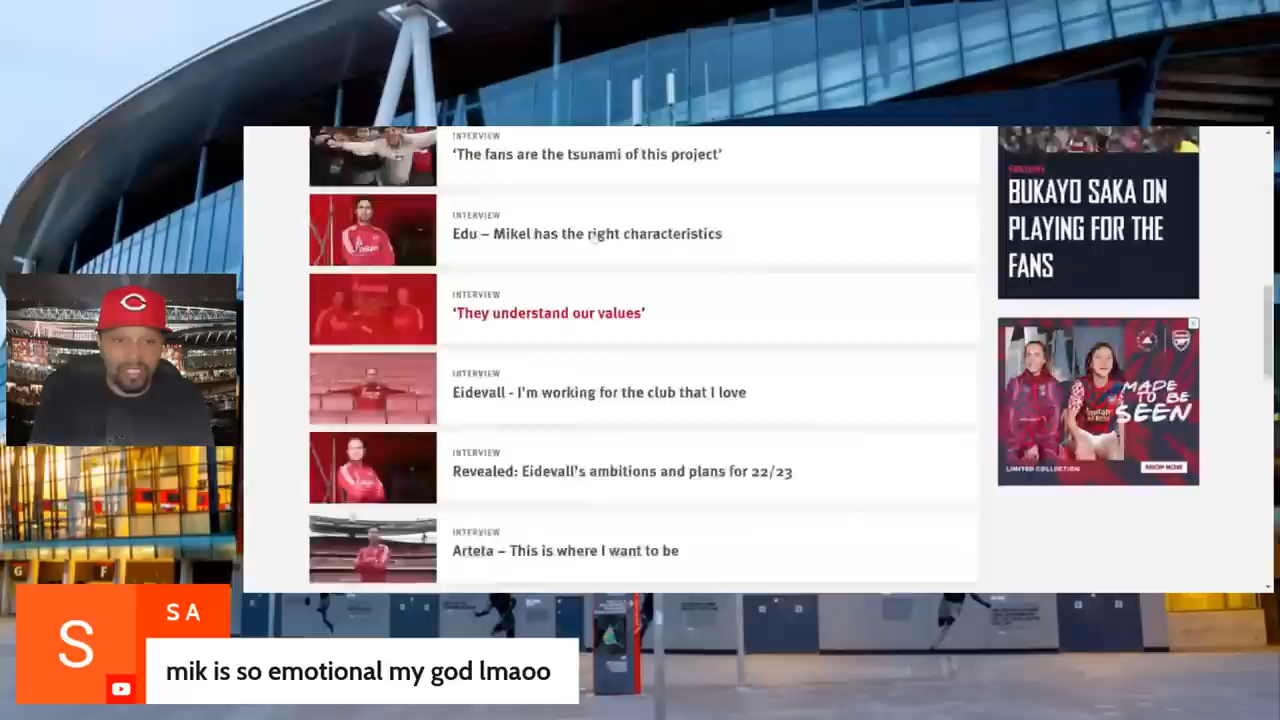 INTERVIEW
‘The fans are the tsunami of this project’
INTERVIEW
Edu – Mikel has the right characteristics
INTERVIEW
‘They understand our values’
INTERVIEW
Eidevall - I'm working for the club that I love
INTERVIEW
Revealed: Eidevall's ambitions and plans for 22/23
INTERVIEW
Arteta – This is where I want to be
BUKAYO SAKA ON
PLAYING FOR THE
FANS
MADE
TO BE
SEEN
LIMITED COLLECTION
SHOP NOW
C
G
F
S
S A
mik is so emotional my god lmaoo